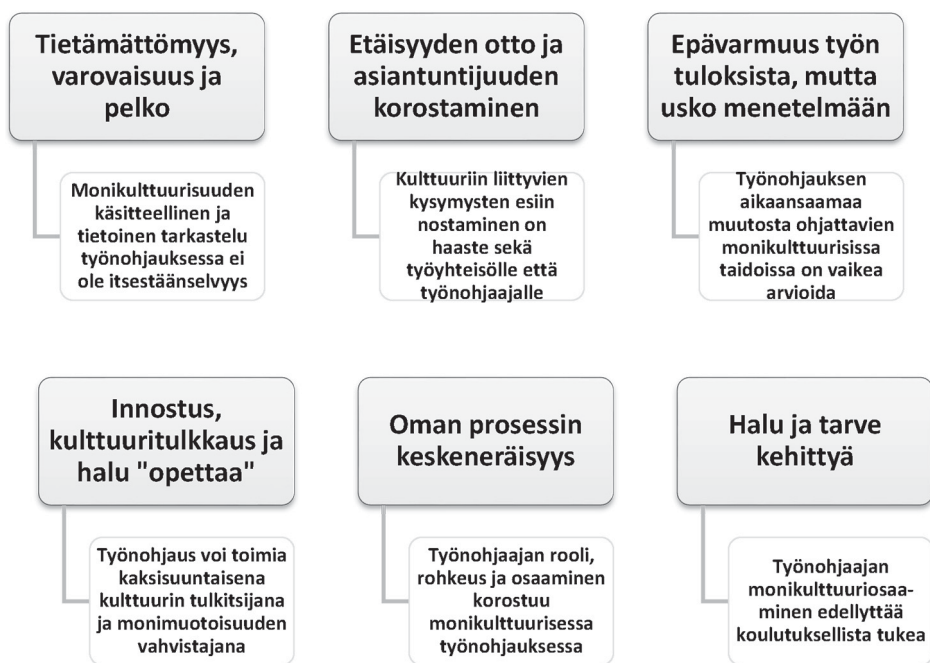 Tietämättömyys,
varovaisuus ja
pelko
Monikulttuurisuuden
käsitteellinen ja
tietoinen tarkastelu
työnohjauksessa ei
ole itsestäänselvyys
Etäisyyden otto ja
asiantuntijuuden
korostaminen
Kulttuuriin liittyvien
kysymysten esiin
nostaminen on
haaste sekä
työyhteisölle että
työnohjaajalle
Epävarmuus työn
tuloksista, mutta
usko menetelmään
Työnohjauksen
aikaansaamaa
muutosta ohjattavien
monikulttuurisissa
taidoissa on vaikea
arvioida
Innostus,
kulttuuritulkkaus ja
halu "opettaa"
Työnohjaus voi toimia
kaksisuuntaisena
kulttuurin tulkitsijana
ja monimuotoisuuden
vahvistajana
Oman prosessin
keskeneräisyys
Työnohjaajan rooli,
rohkeus ja osaaminen
korostuu
monikulttuurisessa
työnohjauksessa
Halu ja tarve
kehittyä
Työnohjaajan
monikulttuuriosaa-
minen edellyttää
koulutuksellista tukea